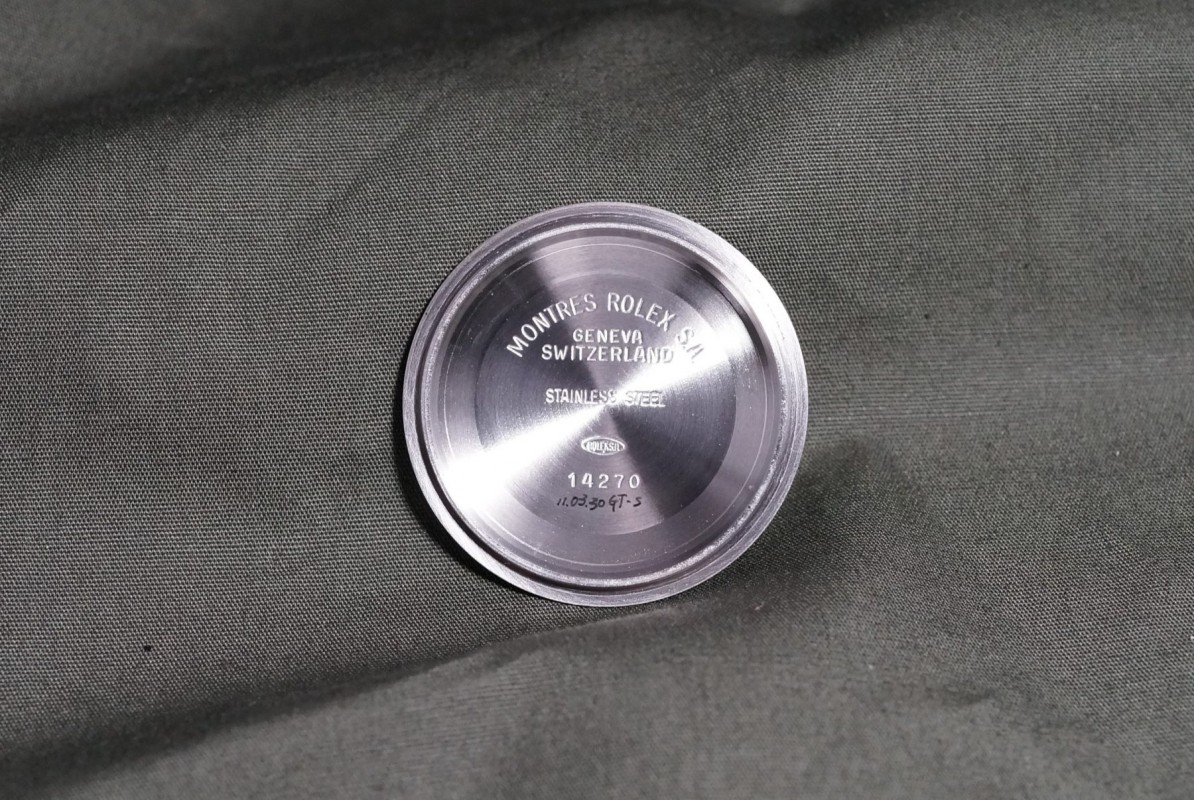 MONTRES ROLEX S.A.
GENEVA
SWITZERLAND
STAINLESS STEEL
14270
11.03.30 GT-S